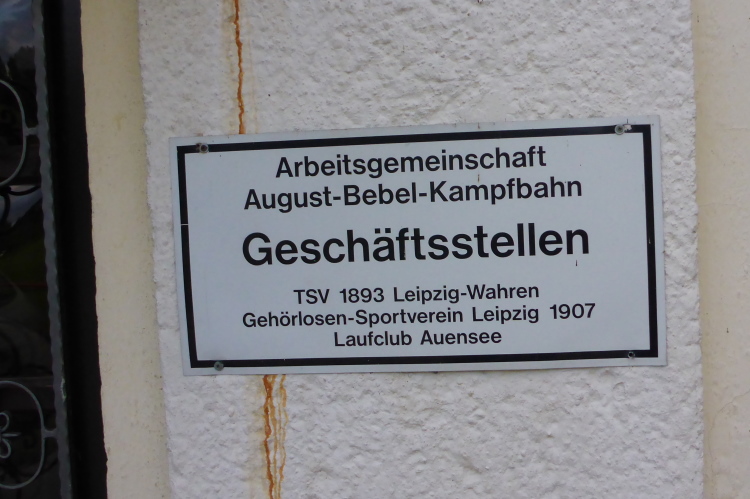 Arbeitsgemeinschaft
August-Bebel-Kampfbahn
Geschäftsstellen
TSV 1893 Leipzig-Wahren
Gehörlosen-Sportverein Leipzig 1907
Laufclub Auensee